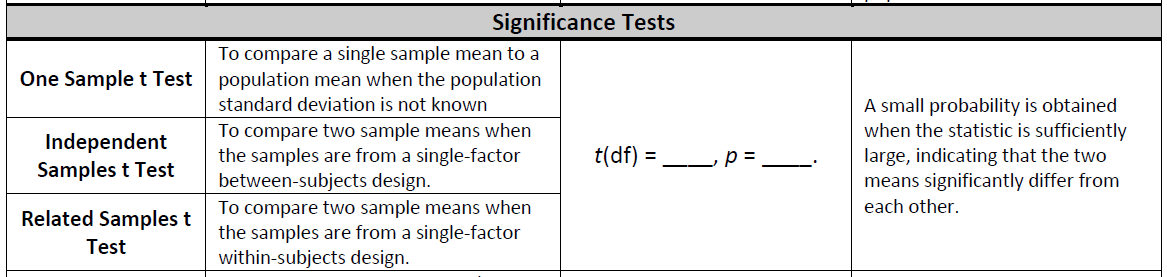 Significance Tests
One Sample t Test
To compare a single sample mean to a
population mean when the population
standard deviation is not known
Independent
Samples t Test
To compare two sample means when
the samples are from a single-factor
between-subjects design.
Related Samples t
Test
To compare two sample means when
the samples are from a single-factor
within-subjects design.
t(df) = ____, p = ____.
A small probability is obtained
when the statistic is sufficiently
large, indicating that the two
means significantly differ from
each other.